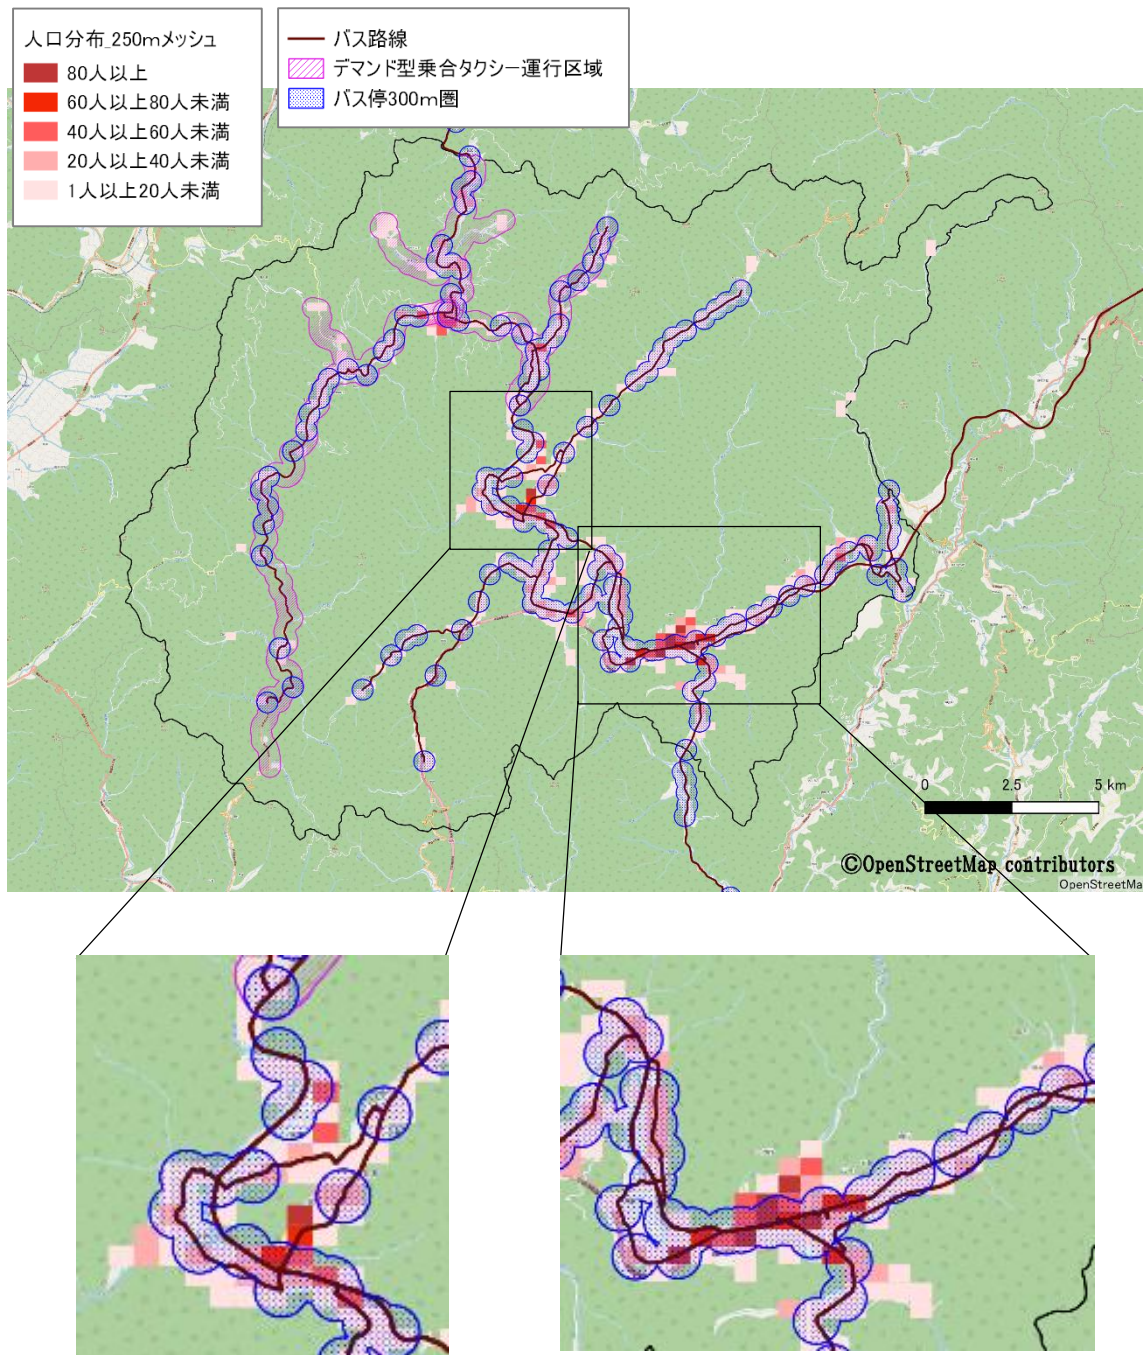 人口分布_250mメッシュ
80人以上
60人以上80人未満
40人以上60人未満
20人以上40人未満
1人以上20人未満
バス路線
デマンド型乗合タクシー運行区域
バス停300m圏
0 2.5 5 km
©OpenStreetMap contributors
OpenStreetMa